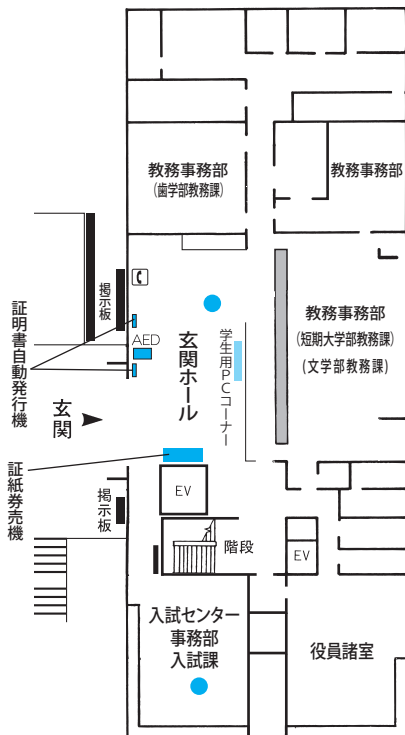 教務事務部
(歯学部教務課)
教務事務部
掲示板
証明書自動発行機
AED
玄関ホール
学生用PCコーナー
教務事務部
(短期大学部教務課)
(文学部教務課)
玄関
証紙券売機
掲示板
EV
階段
EV
入試センター
事務部
入試課
役員諸室